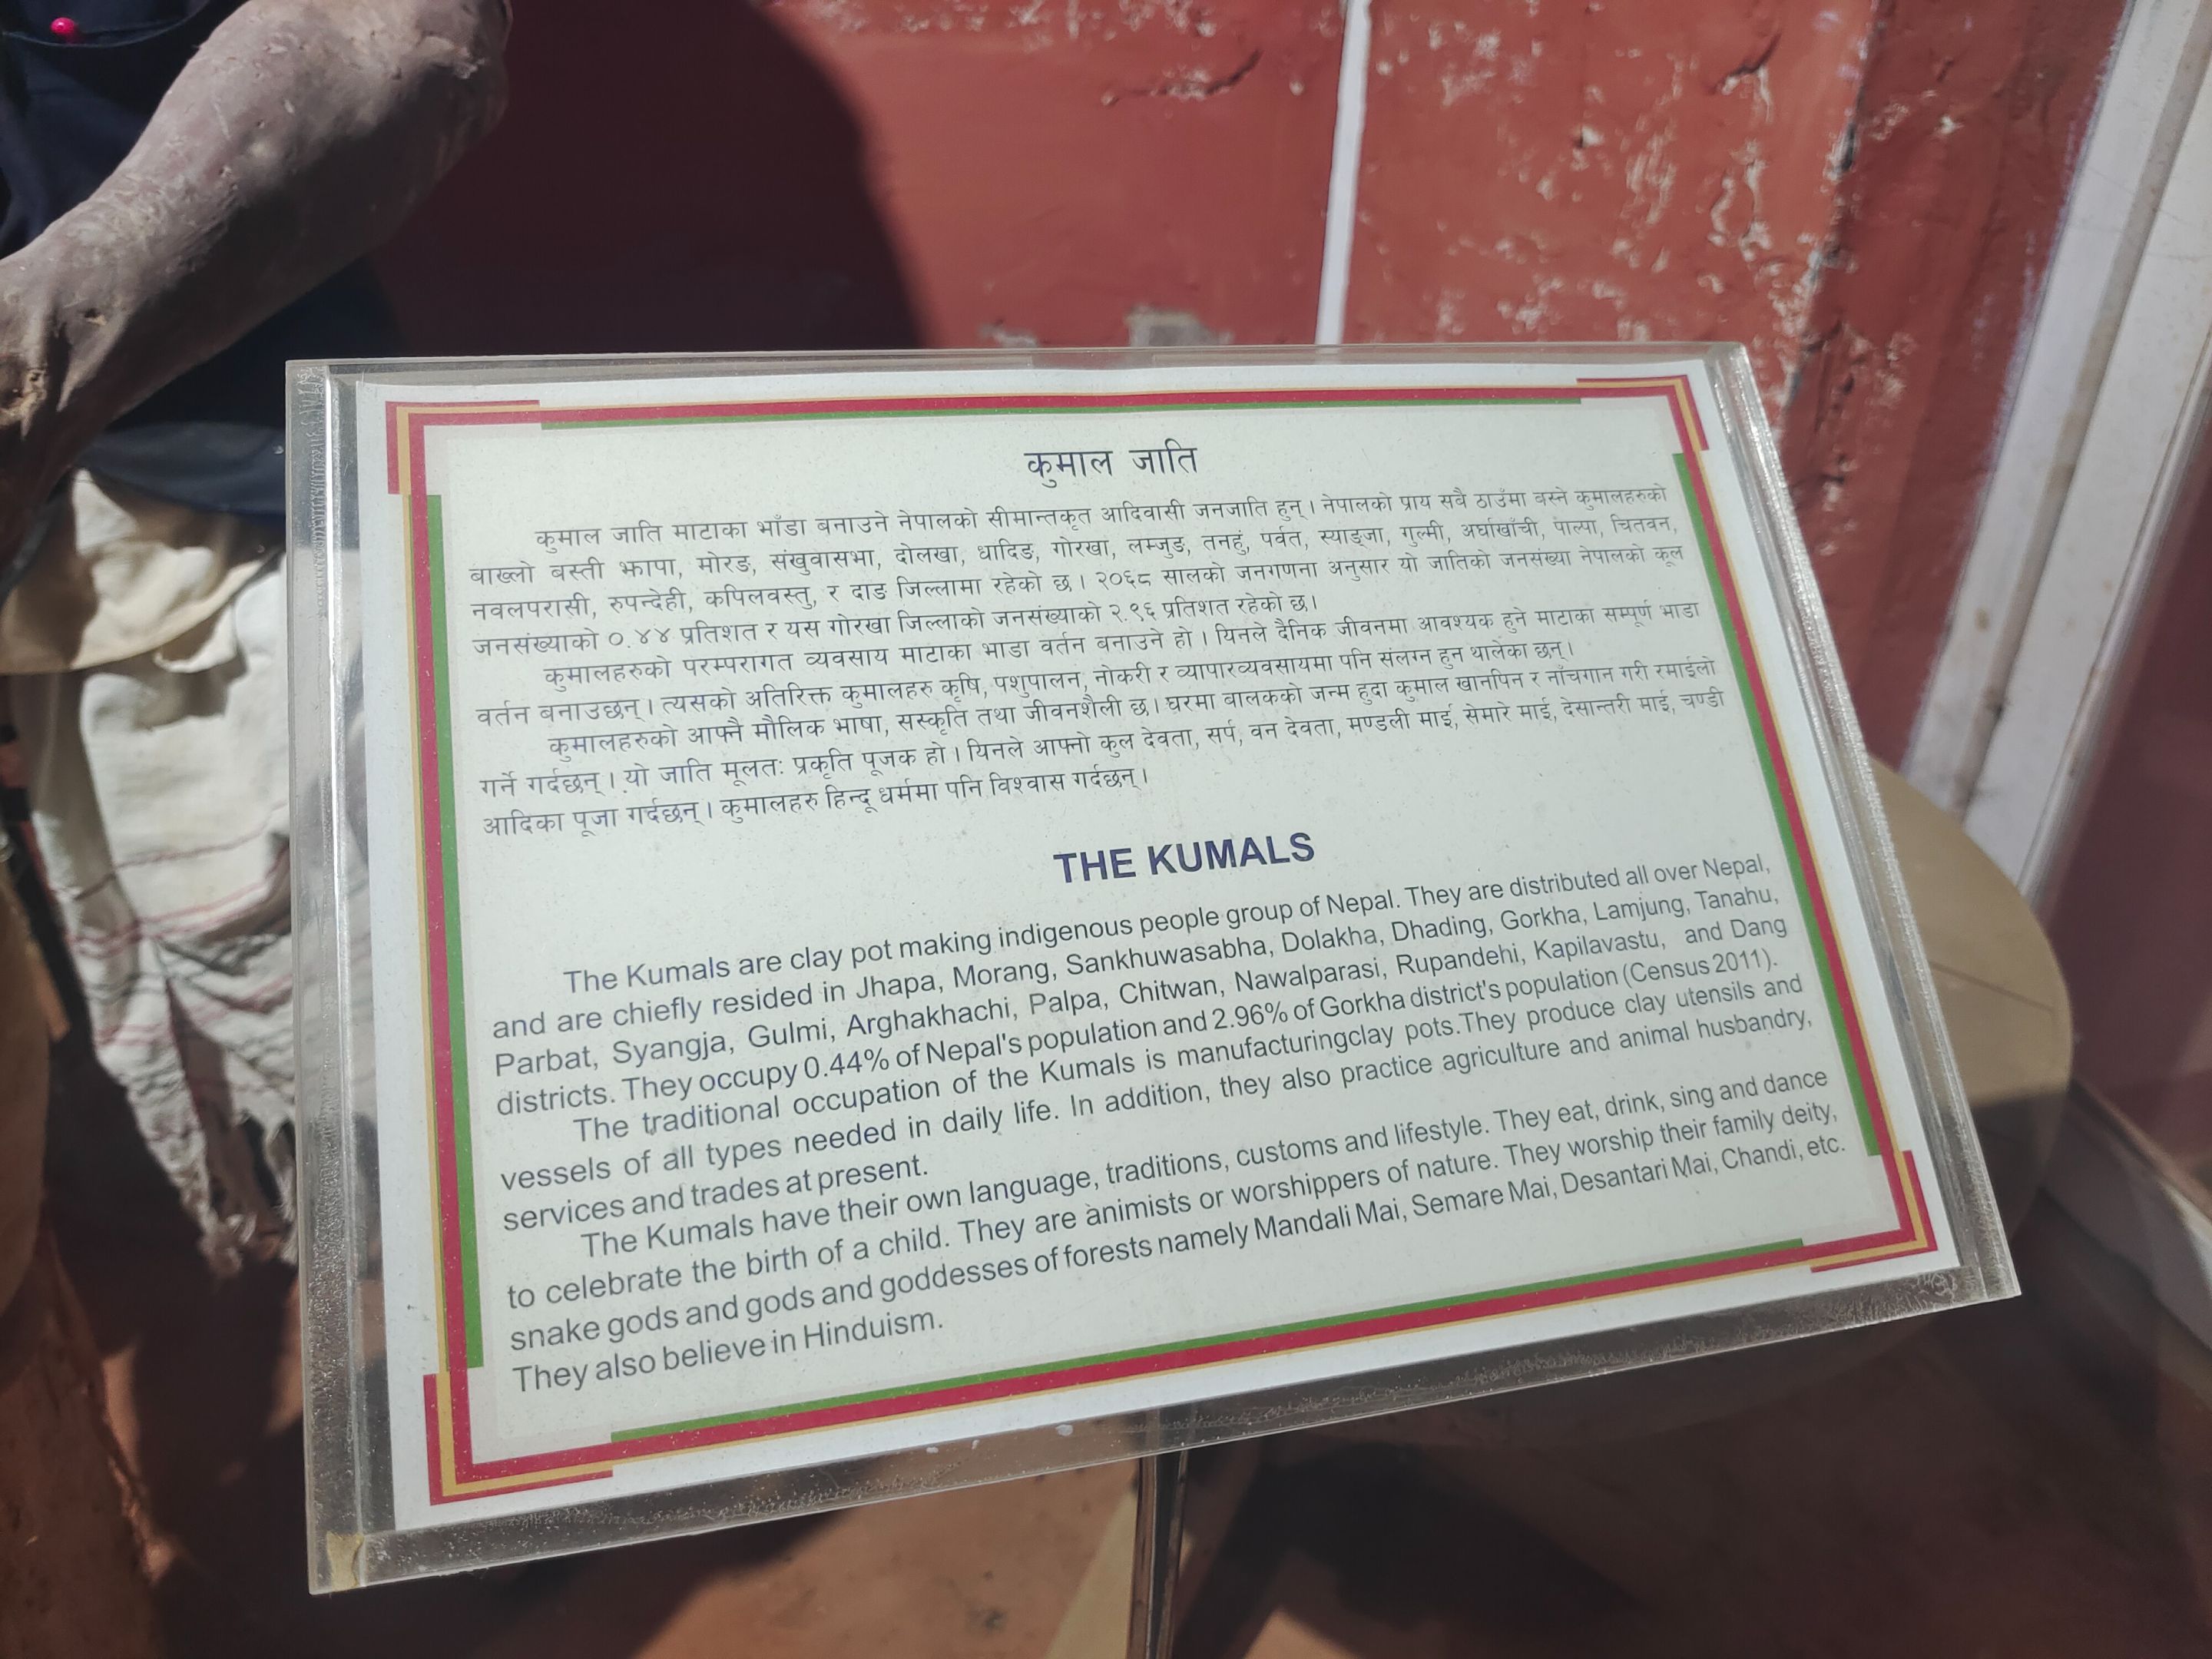 कुमाल जाति
कुमाल जाति माटाका भाँडा बनाउने नेपालको सीमान्तकृत आदिवासी जनजाति हुन्। नेपालको प्राय सबै ठाउँमा बस्ने कुमालहरुको
बाख्लो बस्ती झापा, मोरङ, संखुवासभा, दोलखा, धादिङ, गोरखा, लम्जुङ, तनहुं, पर्वत, स्याङ्जा, गुल्मी, अर्घाखाँची, पाल्पा, चितवन,
नवलपरासी, रुपन्देही, कपिलवस्तु, र दाङ जिल्लामा रहेको छ। २०६८ सालको जनगणना अनुसार यो जातिको जनसंख्या नेपालको कूल
जनसंख्याको ०.४४ प्रतिशत र यस गोरखा जिल्लाको जनसंख्याको २.९६ प्रतिशत रहेको छ।
कुमालहरुको परम्परागत व्यवसाय माटाका भाडा वर्तन बनाउने हो। यिनले दैनिक जीवनमा आवश्यक हुने माटाका सम्पूर्ण भाडा
वर्तन बनाउछन्। त्यसको अतिरिक्त कुमालहरु कृषि, पशुपालन, नोकरी र व्यापारव्यवसायमा पनि संलग्न हुन थालेका छन्।
कुमालहरुको आफ्नै मौलिक भाषा, सस्कृति तथा जीवनशैली छ। घरमा बालकको जन्म हुदा कुमाल खानपिन र नाँचगान गरी रमाईलो
गर्ने गर्दछन्। यो जाति मूलतः प्रकृति पूजक हो। यिनले आफ्नो कुल देवता, सर्प, वन देवता, मण्डली माई, सेमारे माई, देसान्तरी माई, चण्डी
आदिका पूजा गर्दछन्। कुमालहरु हिन्दू धर्ममा पनि विश्वास गर्दछन्।
THE KUMALS
The Kumals are clay pot making indigenous people group of Nepal. They are distributed all over Nepal,
and are chiefly resided in Jhapa, Morang, Sankhuwasabha, Dolakha, Dhading, Gorkha, Lamjung, Tanahu,
Parbat, Syangja, Gulmi, Arghakhachi, Palpa, Chitwan, Nawalparasi, Rupandehi, Kapilavastu, and Dang
districts. They occupy 0.44% of Nepal's population and 2.96% of Gorkha district's population (Census 2011).
The traditional occupation of the Kumals is manufacturingclay pots.They produce clay utensils and
vessels of all types needed in daily life. In addition, they also practice agriculture and animal husbandry,
services and trades at present.
The Kumals have their own language, traditions, customs and lifestyle. They eat, drink, sing and dance
to celebrate the birth of a child. They are animists or worshippers of nature. They worship their family deity,
snake gods and gods and goddesses of forests namely Mandali Mai, Semare Mai, Desantari Mai, Chandi, etc.
They also believe in Hinduism.